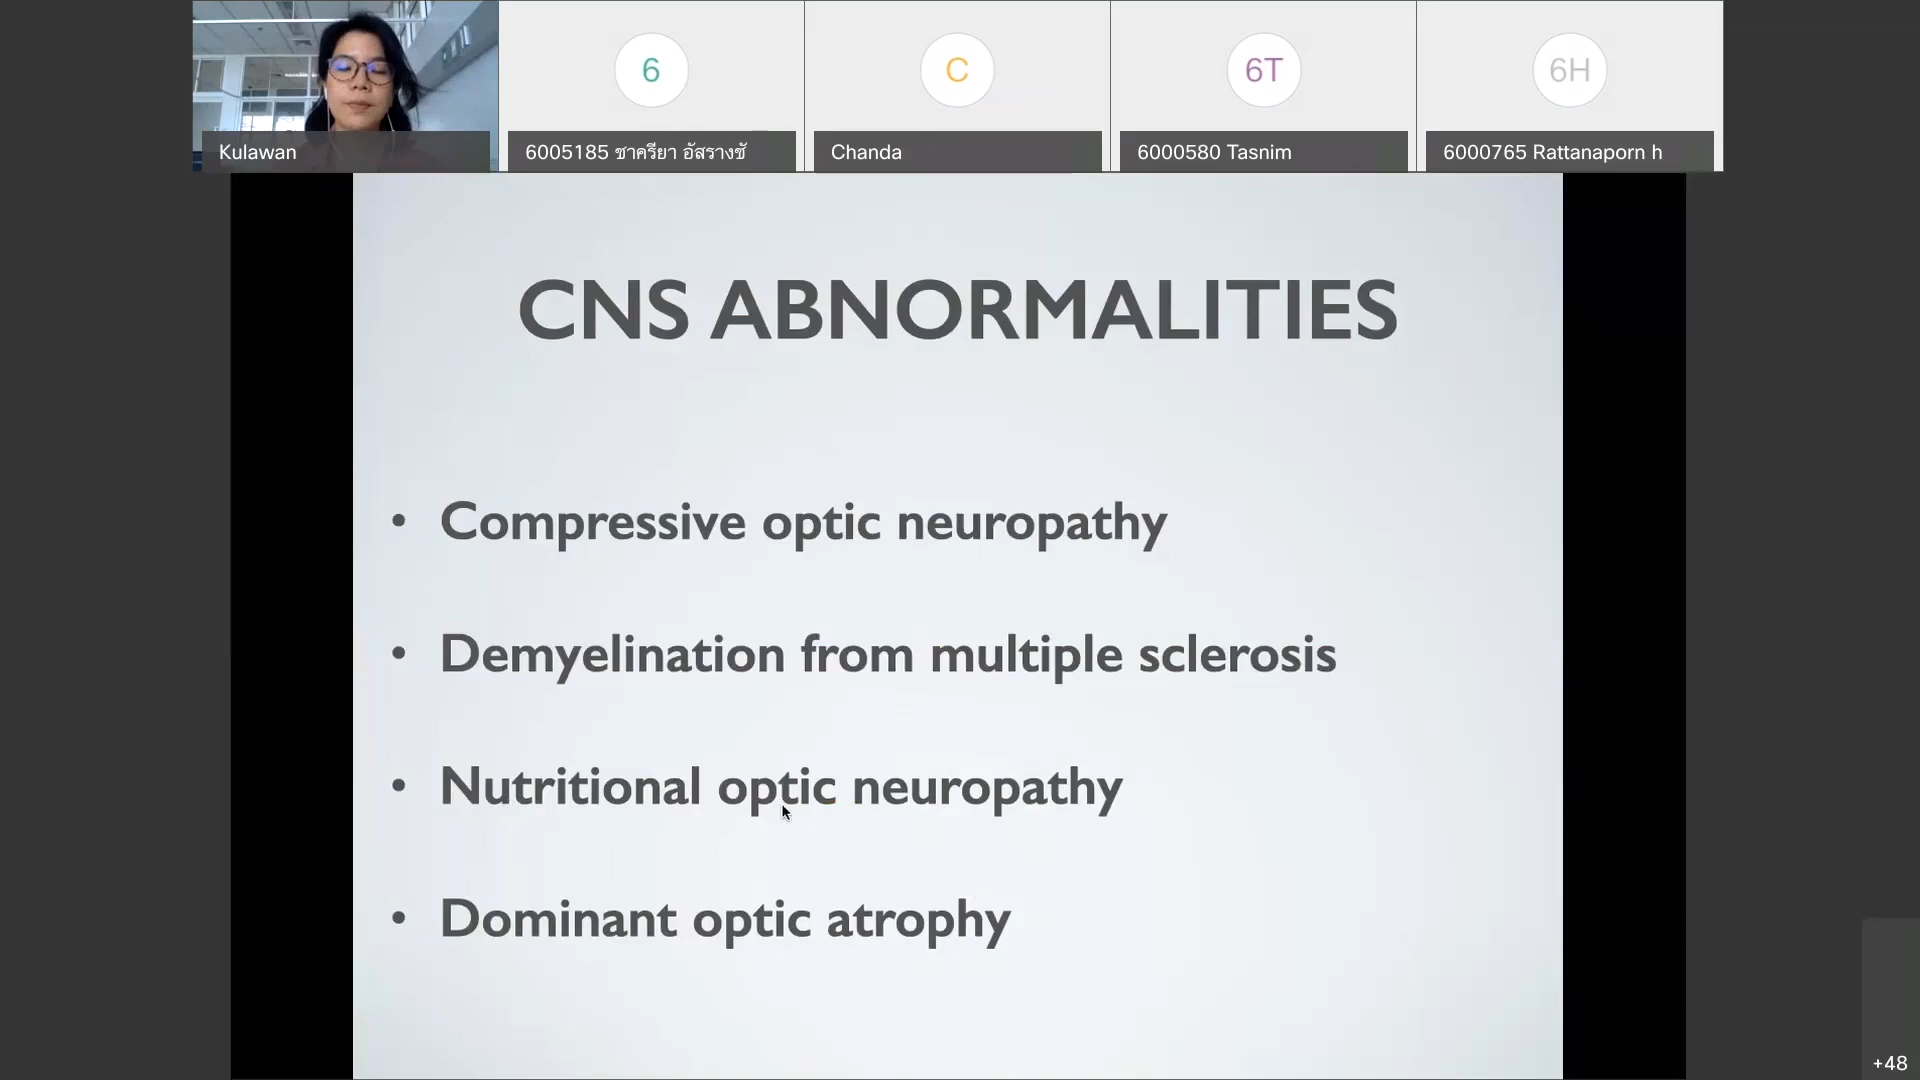 6
C
6T
6H
Kulawan
6005185 ซาครียา อัสรางชั
Chanda
6000580 Tasnim
6000765 Rattanaporn h
CNS ABNORMALITIES
• Compressive optic neuropathy
• Demyelination from multiple sclerosis
• Nutritional optic neuropathy
• Dominant optic atrophy
+48